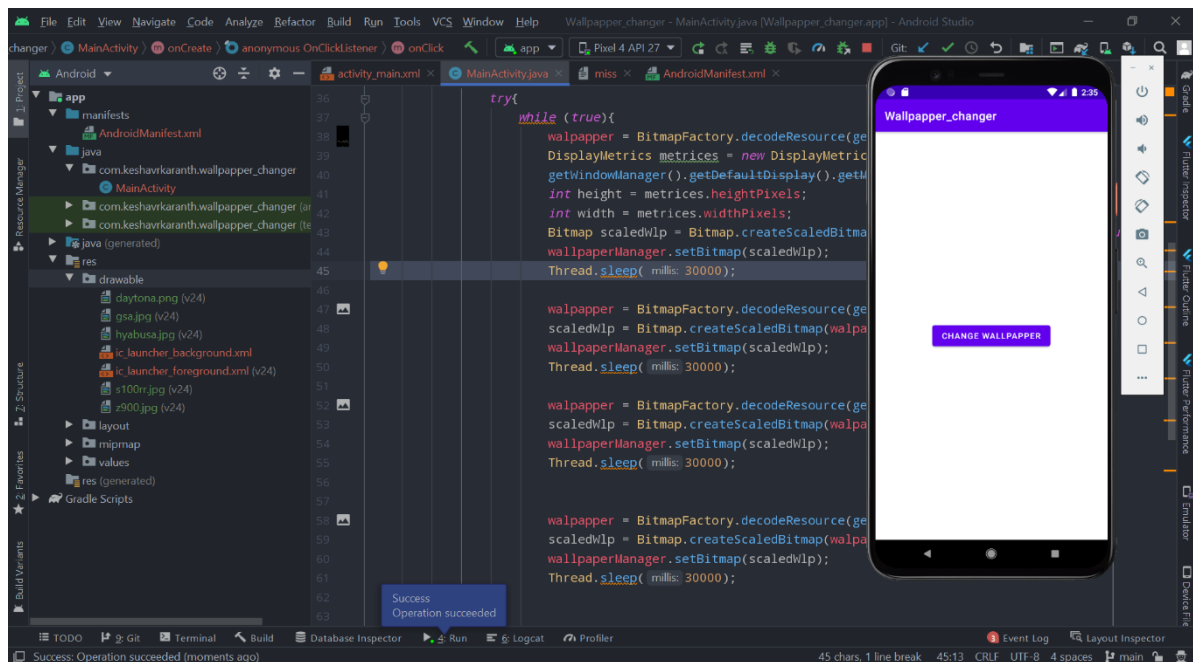 File Edit View Navigate Code Analyze Refactor Build Run Tools VCS Window Help Wallpapper_changer - MainActivity.java [Wallpapper_changer.app] - Android Studio
changer MainActivity onCreate anonymous OnClickListener onClick app Pixel 4 API 27 Git:
Android
activity_main.xml MainActivity.java miss AndroidManifest.xml
1: Project
Resource Manager
Z: Structure
2: Favorites
Build Variants
app
manifests
AndroidManifest.xml
java
com.keshavrkaranth.wallpapper_changer
MainActivity
com.keshavrkaranth.wallpapper_changer (ar
com.keshavrkaranth.wallpapper_changer (te
java (generated)
res
drawable
daytona.png (v24)
gsa.jpg (v24)
hyabusa.jpg (v24)
ic_launcher_background.xml
ic_launcher_foreground.xml (v24)
s100rr.jpg (v24)
z900.jpg (v24)
layout
mipmap
values
res (generated)
Gradle Scripts
36 try{
37 while (true){
38 walpapper = BitmapFactory.decodeResource(ge
39 DisplayMetrics metrices = new DisplayMetric
40 getWindowManager().getDefaultDisplay().getM
41 int height = metrices.heightPixels;
42 int width = metrices.widthPixels;
43 Bitmap scaledWlp = Bitmap.createScaledBitma
44 wallpaperManager.setBitmap(scaledWlp);
45 Thread.sleep( millis: 30000);
46
47 walpapper = BitmapFactory.decodeResource(ge
48 scaledWlp = Bitmap.createScaledBitmap(walpa
49 wallpaperManager.setBitmap(scaledWlp);
50 Thread.sleep( millis: 30000);
51
52 walpapper = BitmapFactory.decodeResource(ge
53 scaledWlp = Bitmap.createScaledBitmap(walpa
54 wallpaperManager.setBitmap(scaledWlp);
55 Thread.sleep( millis: 30000);
56
57
58 walpapper = BitmapFactory.decodeResource(ge
59 scaledWlp = Bitmap.createScaledBitmap(walpa
60 wallpaperManager.setBitmap(scaledWlp);
61 Thread.sleep( millis: 30000);
62
63
2:35
Wallpapper_changer
CHANGE WALLPAPPER
Gradle
Flutter Inspector
Flutter Outline
Flutter Performance
Emulator
Device File
Success
Operation succeeded
TODO 9: Git Terminal Build Database Inspector 4: Run 6: Logcat Profiler 3 Event Log Layout Inspector
Success: Operation succeeded (moments ago) 45 chars, 1 line break 45:13 CRLF UTF-8 4 spaces main